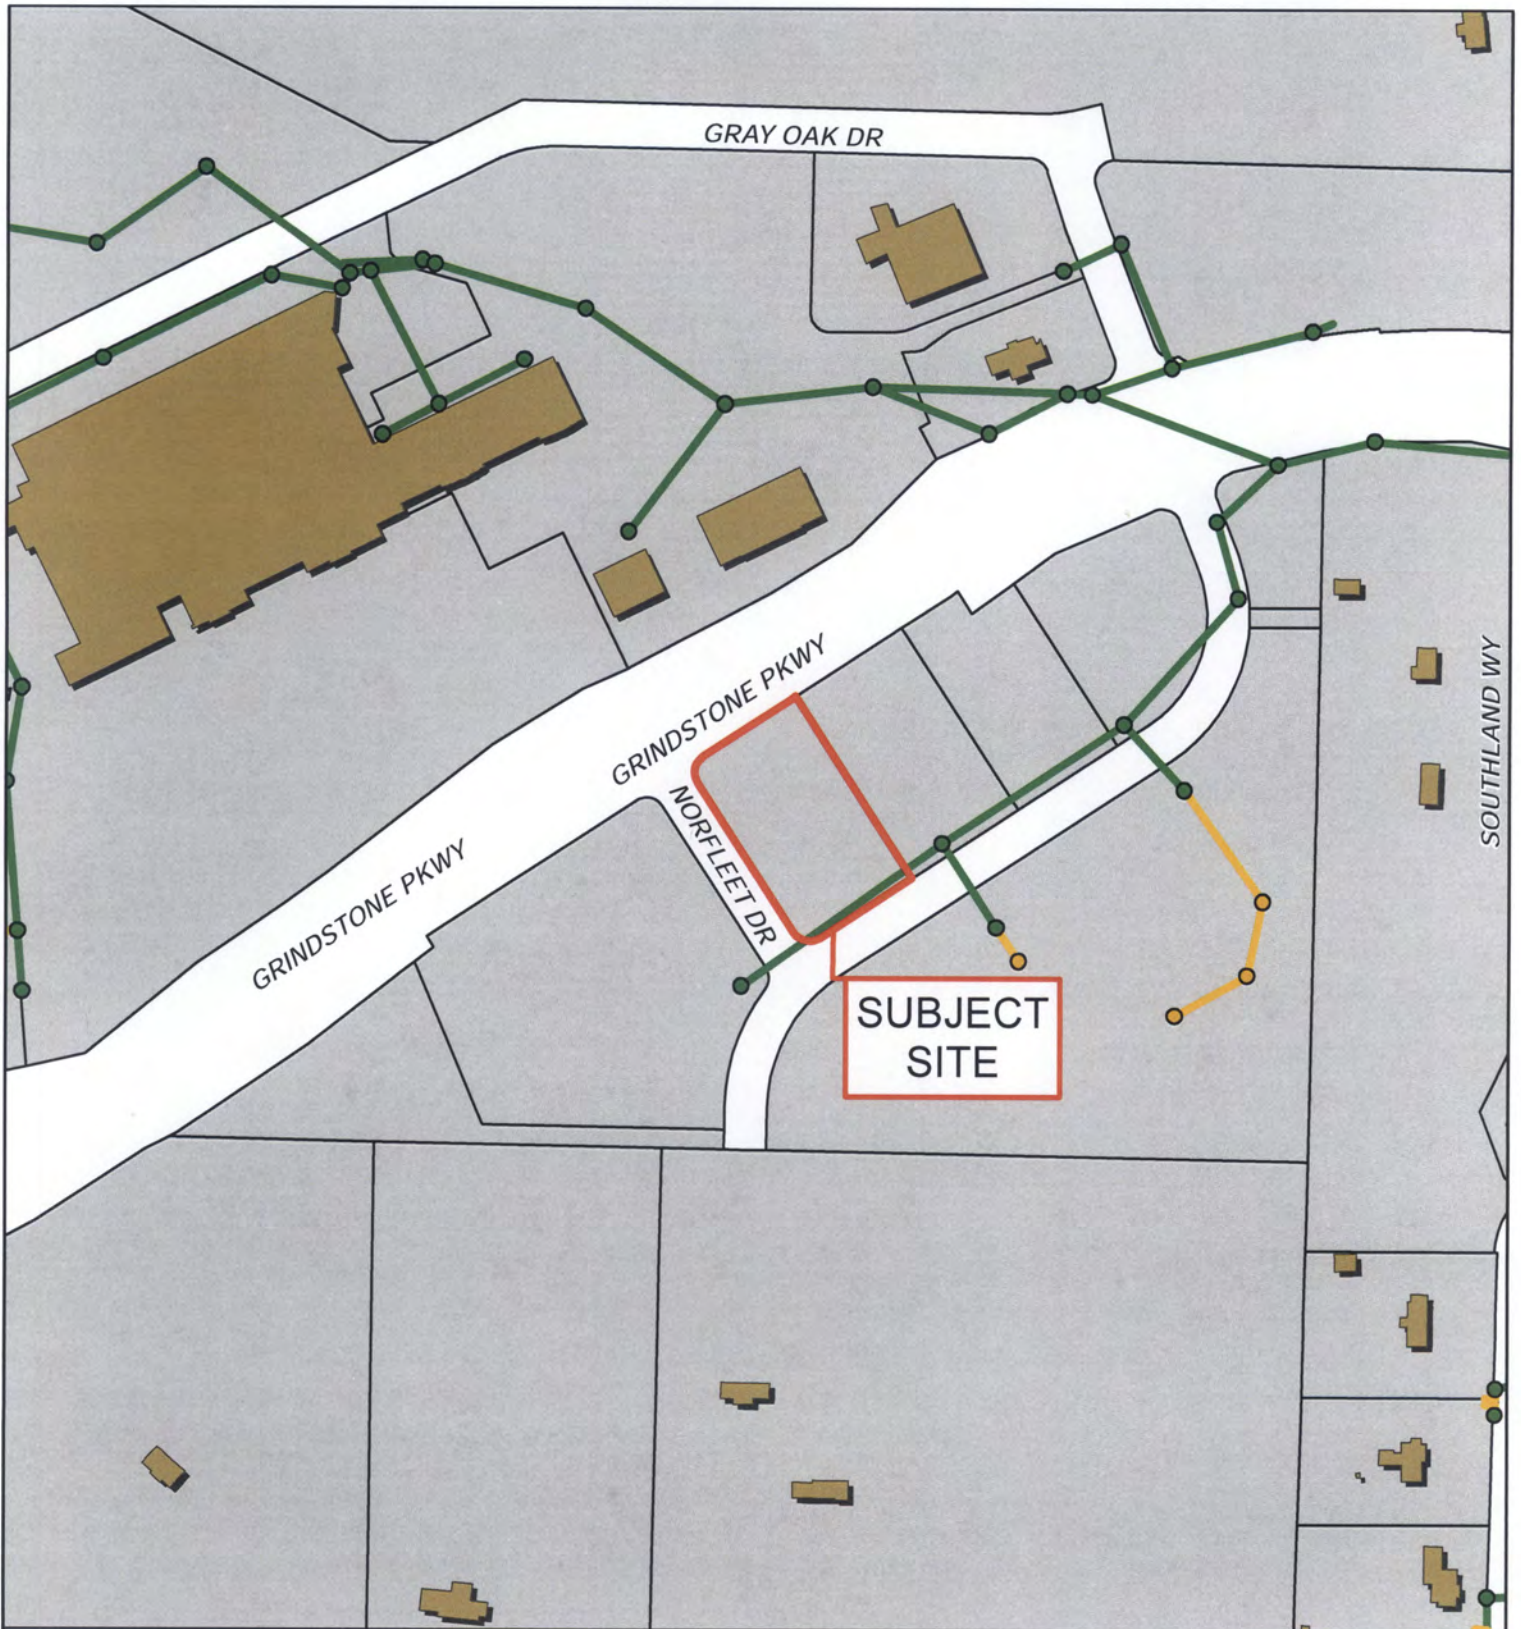 GRAY OAK DR
GRINDSTONE PKWY
SOUTHLAND WY
NORFLEET DR
GRINDSTONE PKWY
SUBJECT
SITE